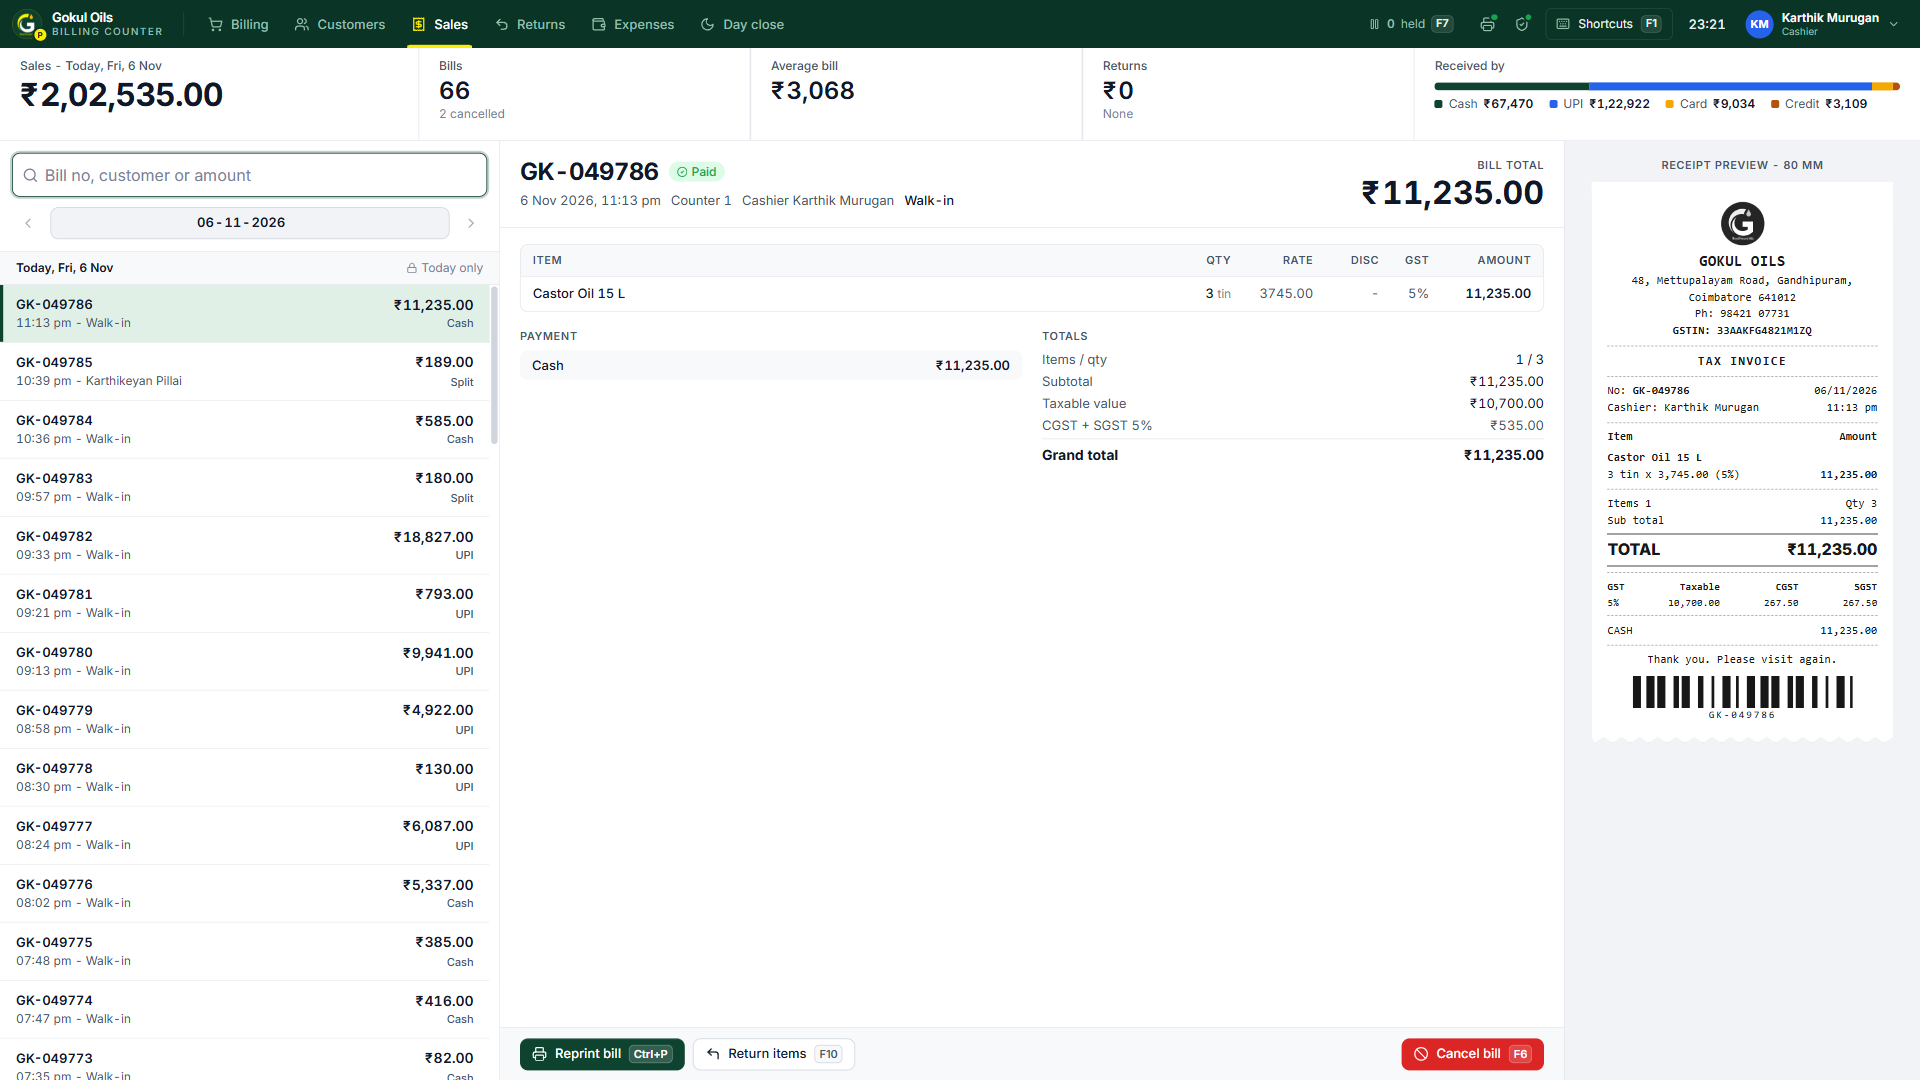 Gokul Oils
BILLING COUNTER
Billing
Customers
Sales
Returns
Expenses
Day close
0 held F7
Shortcuts F1
23:21
KM
Karthik Murugan
Cashier
Sales - Today, Fri, 6 Nov
₹2,02,535.00
Bills
66
2 cancelled
Average bill
₹3,068
Returns
₹0
None
Received by
Cash ₹67,470 UPI ₹1,22,922 Card ₹9,034 Credit ₹3,109
Bill no, customer or amount
06-11-2026
Today, Fri, 6 Nov Today only
GK-049786 ₹11,235.00
11:13 pm - Walk-in Cash
GK-049785 ₹189.00
10:39 pm - Karthikeyan Pillai Split
GK-049784 ₹585.00
10:36 pm - Walk-in Cash
GK-049783 ₹180.00
09:57 pm - Walk-in Split
GK-049782 ₹18,827.00
09:33 pm - Walk-in UPI
GK-049781 ₹793.00
09:21 pm - Walk-in UPI
GK-049780 ₹9,941.00
09:13 pm - Walk-in UPI
GK-049779 ₹4,922.00
08:58 pm - Walk-in UPI
GK-049778 ₹130.00
08:30 pm - Walk-in UPI
GK-049777 ₹6,087.00
08:24 pm - Walk-in UPI
GK-049776 ₹5,337.00
08:02 pm - Walk-in Cash
GK-049775 ₹385.00
07:48 pm - Walk-in Cash
GK-049774 ₹416.00
07:47 pm - Walk-in Cash
GK-049773 ₹82.00
07:35 pm - Walk-in Cash
GK-049786 Paid
6 Nov 2026, 11:13 pm Counter 1 Cashier Karthik Murugan Walk-in
BILL TOTAL
₹11,235.00
ITEM QTY RATE DISC GST AMOUNT
Castor Oil 15 L 3 tin 3745.00 - 5% 11,235.00
PAYMENT
Cash ₹11,235.00
TOTALS
Items / qty 1 / 3
Subtotal ₹11,235.00
Taxable value ₹10,700.00
CGST + SGST 5% ₹535.00
Grand total ₹11,235.00
Reprint bill Ctrl+P
Return items F10
Cancel bill F6
RECEIPT PREVIEW - 80 MM
GOKUL OILS
48, Mettupalayam Road, Gandhipuram,
Coimbatore 641012
Ph: 98421 07731
GSTIN: 33AAKFG4821M1ZQ
TAX INVOICE
No: GK-049786 06/11/2026
Cashier: Karthik Murugan 11:13 pm
Item Amount
Castor Oil 15 L
3 tin x 3,745.00 (5%) 11,235.00
Items 1 Qty 3
Sub total 11,235.00
TOTAL ₹11,235.00
GST Taxable CGST SGST
5% 10,700.00 267.50 267.50
CASH 11,235.00
Thank you. Please visit again.
GK-049786